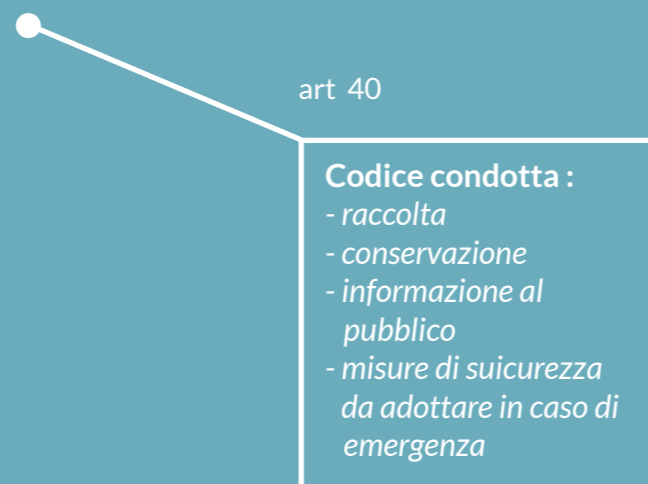 art 40
Codice condotta :
- raccolta
- conservazione
- informazione al
pubblico
- misure di suicurezza
da adottare in caso di
emergenza